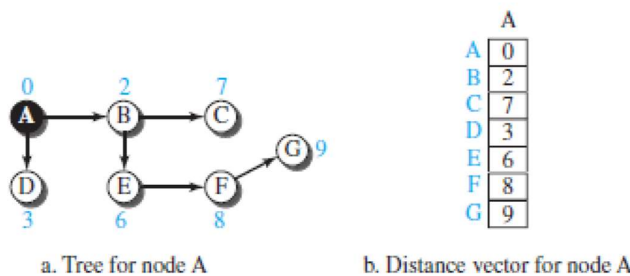 0 2 7
A B C
G 9
D E F
3 6 8
a. Tree for node A
A
A 0
B 2
C 7
D 3
E 6
F 8
G 9
b. Distance vector for node A